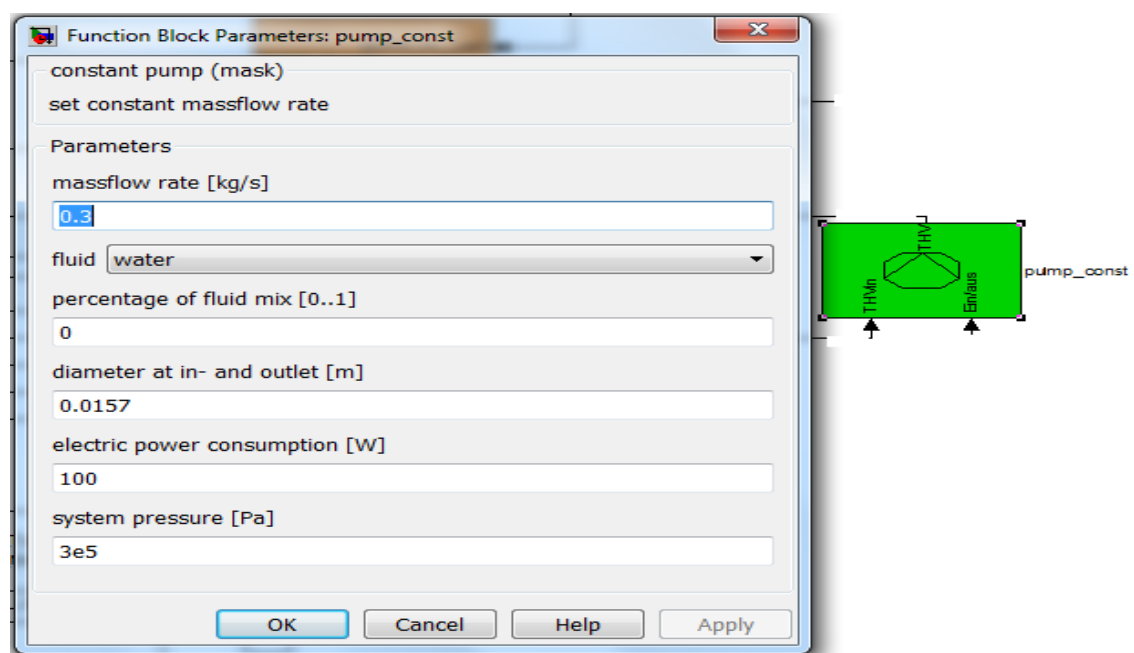 Function Block Parameters: pump_const
constant pump (mask)
set constant massflow rate
Parameters
massflow rate [kg/s]
0.3
fluid water
percentage of fluid mix [0..1]
0
diameter at in- and outlet [m]
0.0157
electric power consumption [W]
100
system pressure [Pa]
3e5
OK Cancel Help Apply
THV
THVin
Ein/aus
pump_const